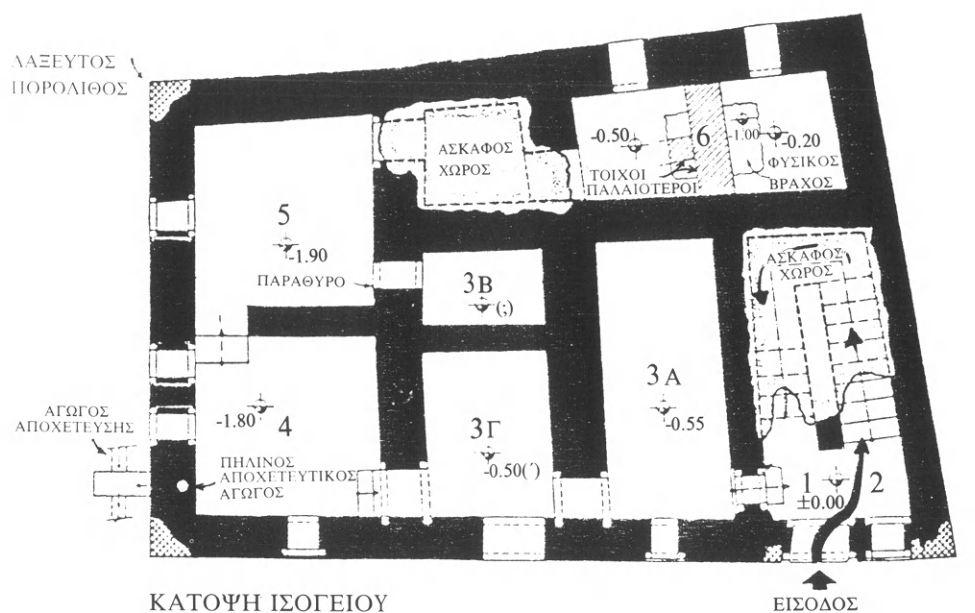 ΛΑΞΕΥΤΟΣ
ΠΟΡΟΛΙΘΟΣ
ΑΣΚΑΦΟΣ
ΧΩΡΟΣ
-0.50
6
-1.00
-0.20
ΤΟΙΧΟΙ
ΠΑΛΑΙΟΤΕΡΟΙ
ΦΥΣΙΚΟΣ
ΒΡΑΧΟΣ
5
-1.90
ΠΑΡΑΘΥΡΟ
3Β
(;)
ΑΣΚΑΦΟΣ
ΧΩΡΟΣ
3Α
-0.55
-1.80
4
3Γ
-0.50(΄)
ΑΓΩΓΟΣ
ΑΠΟΧΕΤΕΥΣΗΣ
ΠΗΛΙΝΟΣ
ΑΠΟΧΕΤΕΥΤΙΚΟΣ
ΑΓΩΓΟΣ
1
±0.00
2
ΚΑΤΟΨΗ ΙΣΟΓΕΙΟΥ
ΕΙΣΟΔΟΣ